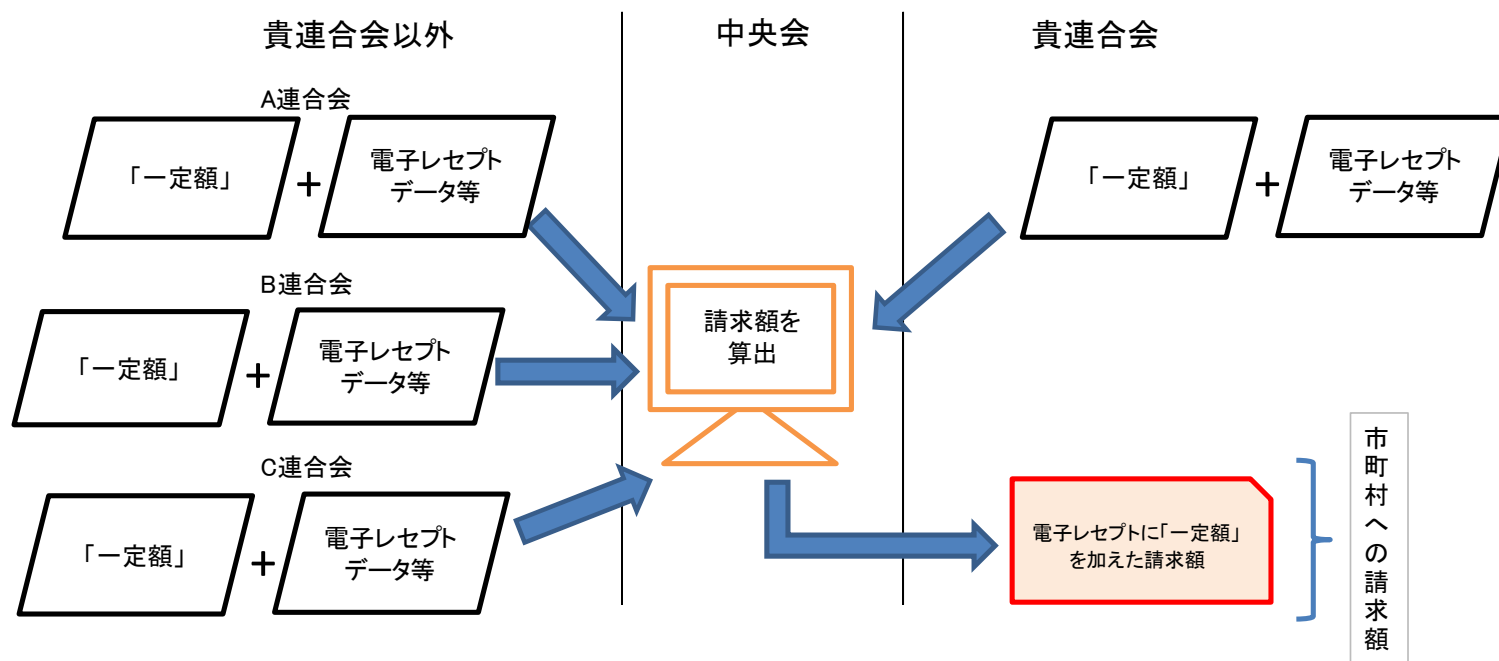 貴連合会以外
中央会
貴連合会
A連合会
「一定額」
+
電子レセプト
データ等
B連合会
「一定額」
+
電子レセプト
データ等
C連合会
「一定額」
+
電子レセプト
データ等
請求額を
算出
「一定額」
+
電子レセプト
データ等
電子レセプトに「一定額」
を加えた請求額
市町村への請求額